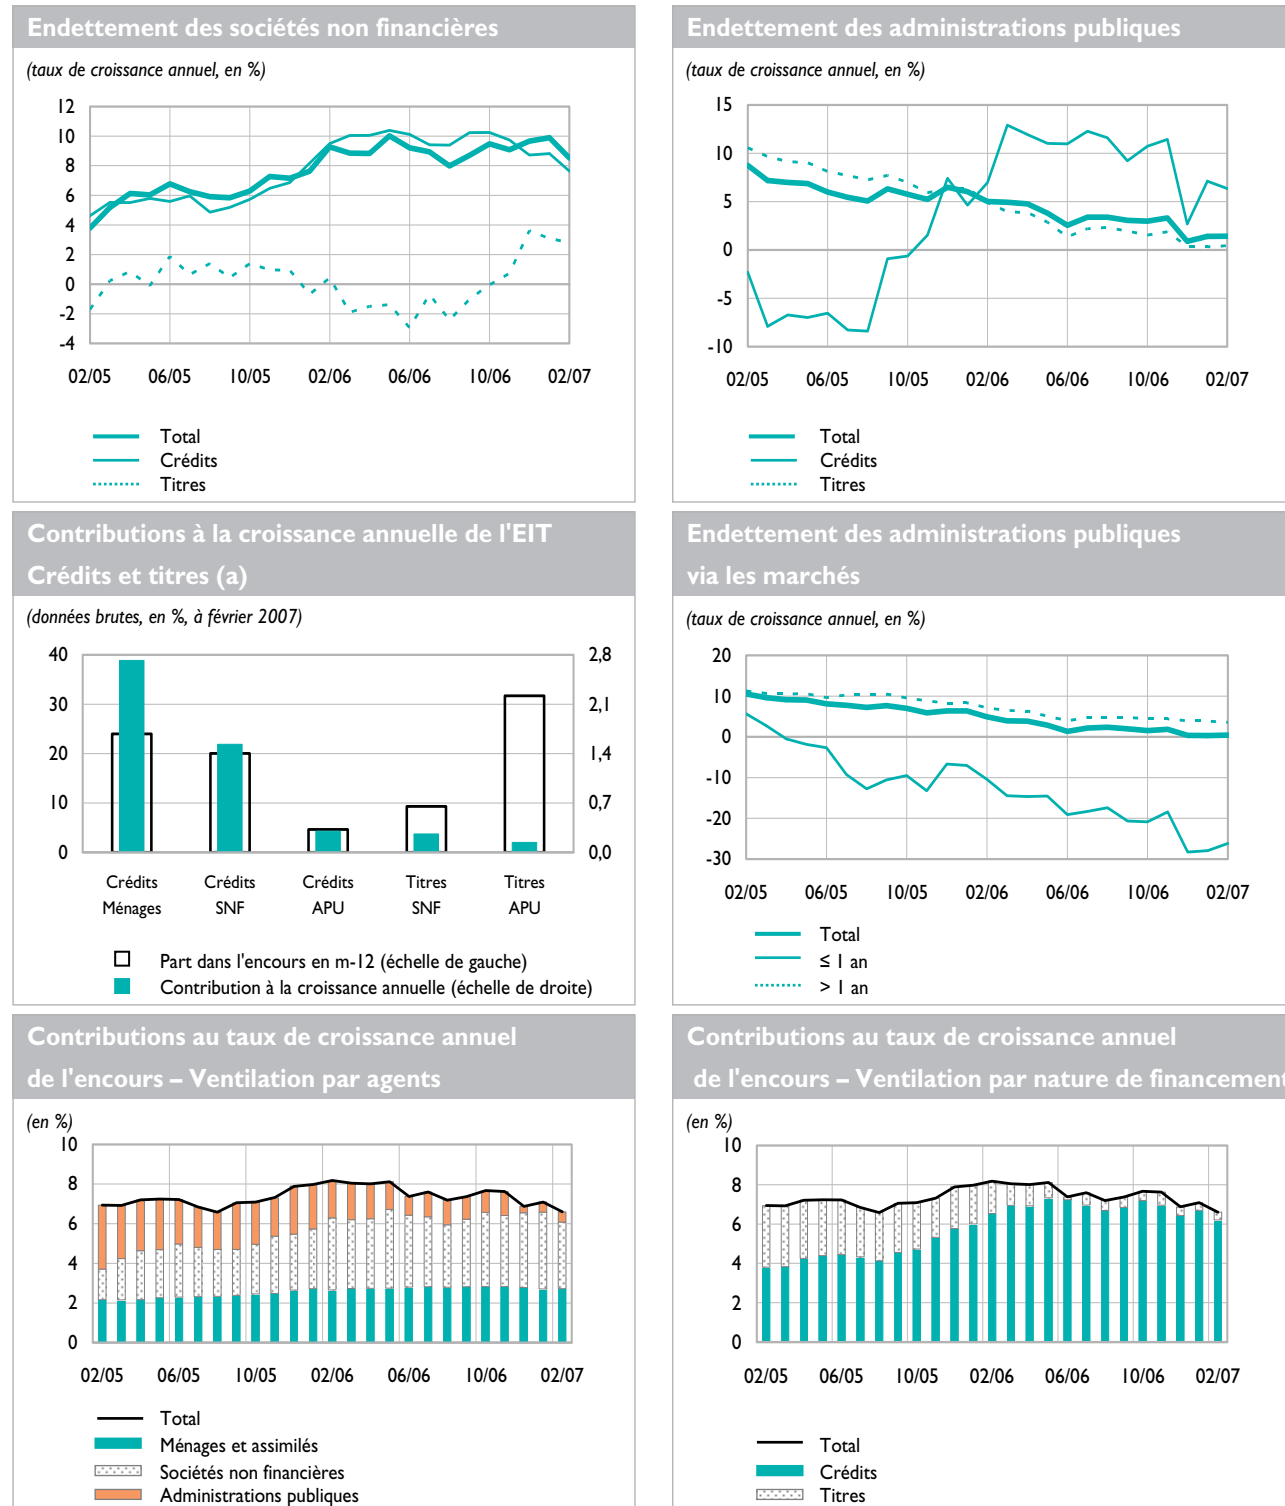 Endettement des sociétés non financières
(taux de croissance annuel, en %)
12
10
8
6
4
2
0
-2
-4
02/05 06/05 10/05 02/06 06/06 10/06 02/07
Total
Crédits
Titres
Endettement des administrations publiques
(taux de croissance annuel, en %)
15
10
5
0
-5
-10
02/05 06/05 10/05 02/06 06/06 10/06 02/07
Total
Crédits
Titres
Contributions à la croissance annuelle de l'EIT
Crédits et titres (a)
(données brutes, en %, à février 2007)
40 2,8
30 2,1
20 1,4
10 0,7
0 0,0
Crédits Crédits Crédits Titres Titres
Ménages SNF APU SNF APU
Part dans l'encours en m-12 (échelle de gauche)
Contribution à la croissance annuelle (échelle de droite)
Endettement des administrations publiques
via les marchés
(taux de croissance annuel, en %)
20
10
0
-10
-20
-30
02/05 06/05 10/05 02/06 06/06 10/06 02/07
Total
≤ 1 an
> 1 an
Contributions au taux de croissance annuel
de l'encours – Ventilation par agents
(en %)
10
8
6
4
2
0
02/05 06/05 10/05 02/06 06/06 10/06 02/07
Total
Ménages et assimilés
Sociétés non financières
Administrations publiques
Contributions au taux de croissance annuel
de l'encours – Ventilation par nature de financement
(en %)
10
8
6
4
2
0
02/05 06/05 10/05 02/06 06/06 10/06 02/07
Total
Crédits
Titres